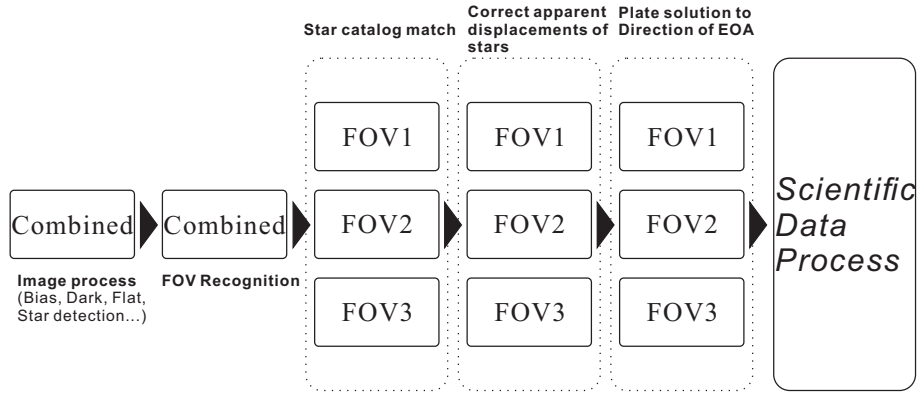 Combined
Image process
(Bias, Dark, Flat,
Star detection...)
Combined
FOV Recognition
Star catalog match
FOV1
FOV2
FOV3
Correct apparent
displacements of
stars
FOV1
FOV2
FOV3
Plate solution to
Direction of EOA
FOV1
FOV2
FOV3
Scientific
Data
Process